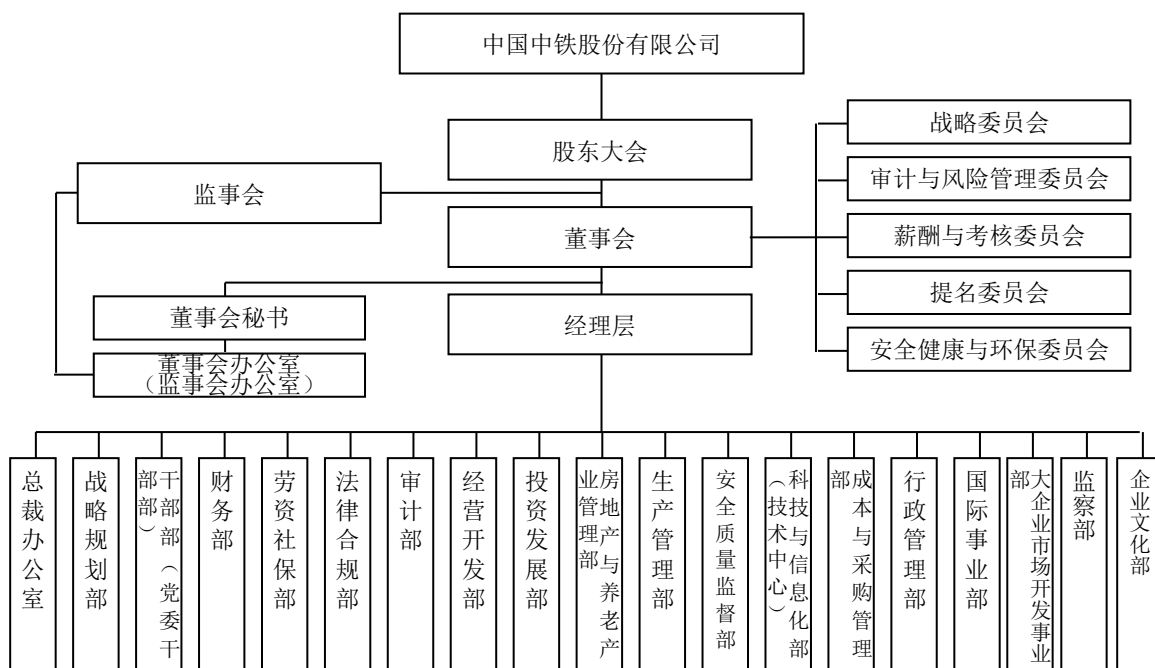 中国中铁股份有限公司
股东大会
监事会
董事会
战略委员会
审计与风险管理委员会
薪酬与考核委员会
提名委员会
安全健康与环保委员会
董事会秘书
经理层
董事会办公室
（监事会办公室）
总裁办公室
战略规划部
干部部（党委干
部部）
财务部
劳资社保部
法律合规部
审计部
经营开发部
投资发展部
房地产与养老产
业管理部
生产管理部
安全质量监督部
科技与信息化部
（技术中心）
成本与采购管理
部
行政管理部
国际事业部
大企业市场开发事业
部
监察部
企业文化部